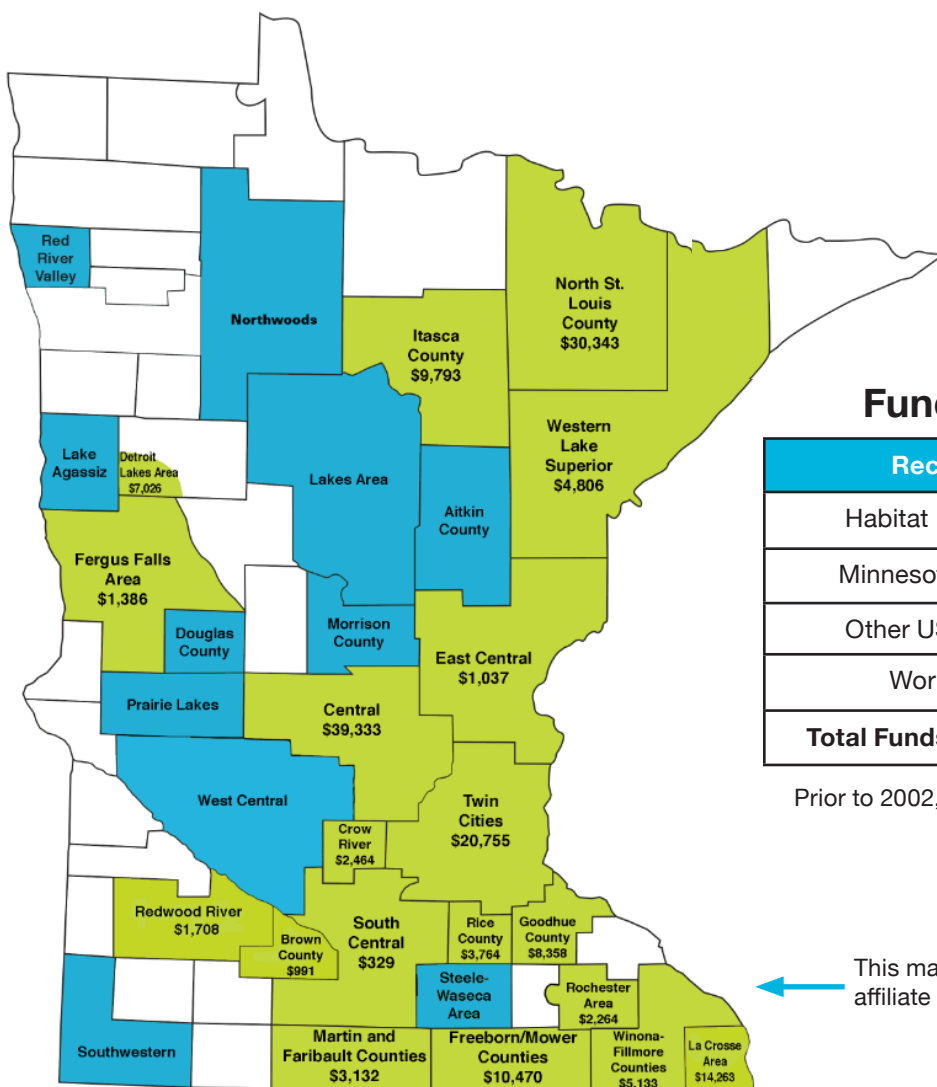 Red
River
Valley
Northwoods
North St.
Louis
County
$30,343
Itasca
County
$9,793
Western
Lake
Superior
$4,806
Lake
Agassiz
Detroit
Lakes Area
$7,026
Lakes Area
Aitkin
County
Fergus Falls
Area
$1,386
Douglas
County
Morrison
County
East Central
$1,037
Prairie Lakes
Central
$39,333
West Central
Twin
Cities
$20,755
Crow
River
$2,464
Redwood River
$1,708
Brown
County
$991
South
Central
$329
Rice
County
$3,764
Goodhue
County
$8,358
Steele-
Waseca
Area
Rochester
Area
$2,264
Southwestern
Martin and
Faribault Counties
$3,132
Freeborn/Mower
Counties
$10,470
Winona-
Fillmore
Counties
$5,133
La Crosse
Area
$14,263
Fun
Rec
Habitat
Minneso
Other U
Wor
Total Fund
Prior to 2002,
This ma
affiliate